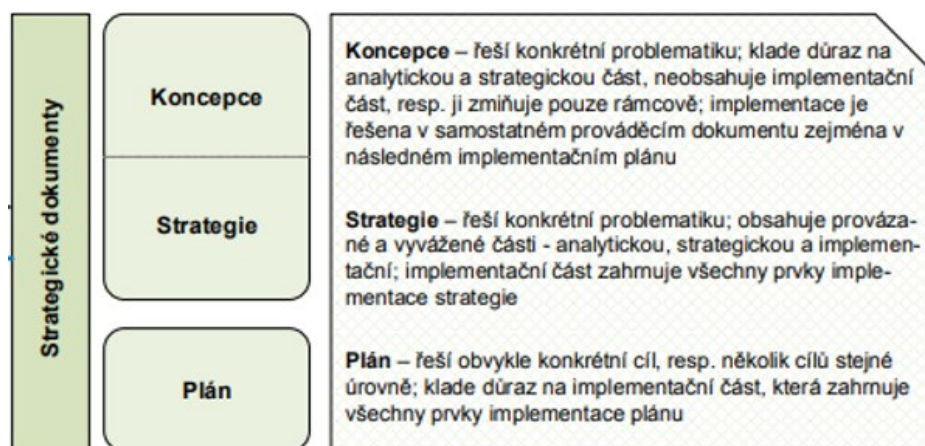 Strategické dokumenty
Koncepce
Strategie
Plán
Koncepce – řeší konkrétní problematiku; klade důraz na
analytickou a strategickou část, neobsahuje implementační
část, resp. ji zmiňuje pouze rámcově; implementace je
řešena v samostatném prováděcím dokumentu zejména v
následném implementačním plánu
Strategie – řeší konkrétní problematiku; obsahuje prováza-
né a vyvážené části - analytickou, strategickou a implemen-
tační; implementační část zahrnuje všechny prvky imple-
mentace strategie
Plán – řeší obvykle konkrétní cíl, resp. několik cílů stejné
úrovně; klade důraz na implementační část, která zahrnuje
všechny prvky implementace plánu